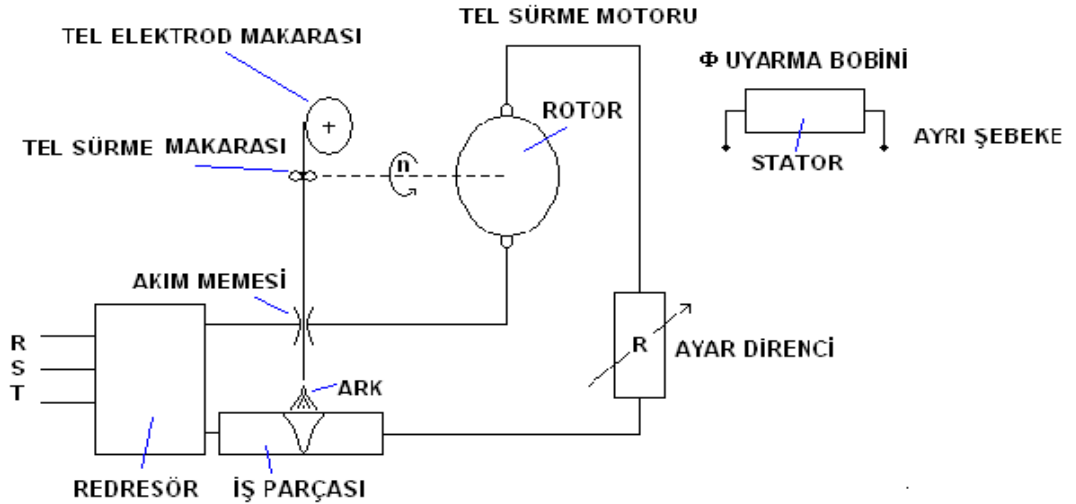 TEL SÜRME MOTORU
TEL ELEKTROD MAKARASI
Φ UYARMA BOBİNİ
ROTOR
AYRI ŞEBEKE
TEL SÜRME MAKARASI
STATOR
n
AKIM MEMESİ
R
S
T
R
AYAR DİRENCİ
ARK
REDRESÖR
İŞ PARÇASI